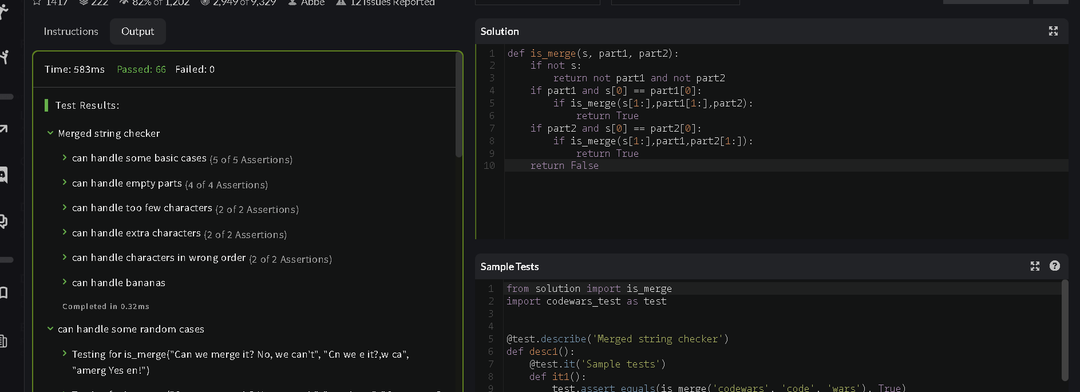 1417 222 82% of 1,202 2,949 of 9,329 Abbe 12 Issues Reported
Instructions Output
Time: 583ms Passed: 66 Failed: 0
Test Results:
Merged string checker
can handle some basic cases (5 of 5 Assertions)
can handle empty parts (4 of 4 Assertions)
can handle too few characters (2 of 2 Assertions)
can handle extra characters (2 of 2 Assertions)
can handle characters in wrong order (2 of 2 Assertions)
can handle bananas
Completed in 0.32ms
can handle some random cases
Testing for is_merge("Can we merge it? No, we can't", "Cn we e it?,w ca",
"amerg Yes en!")
Solution
1 def is_merge(s, part1, part2):
2     if not s:
3         return not part1 and not part2
4     if part1 and s[0] == part1[0]:
5         if is_merge(s[1:],part1[1:],part2):
6             return True
7     if part2 and s[0] == part2[0]:
8         if is_merge(s[1:],part1,part2[1:]):
9             return True
10     return False
Sample Tests
1 from solution import is_merge
2 import codewars_test as test
3
4
5 @test.describe('Merged string checker')
6 def desc1():
7     @test.it('Sample tests')
8     def it1():
9         test.assert_equals(is_merge('codewars', 'code', 'wars'), True)